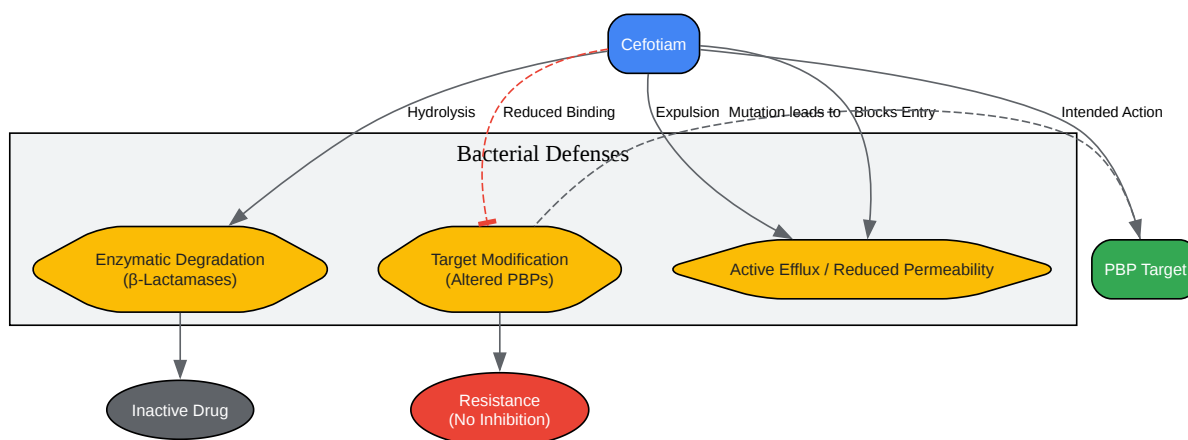 Cefotiam
Hydrolysis
Reduced Binding
Expulsion
Mutation leads to
Blocks Entry
Intended Action
Bacterial Defenses
Enzymatic Degradation
(β-Lactamases)
Target Modification
(Altered PBPs)
Active Efflux / Reduced Permeability
PBP Target
Inactive Drug
Resistance
(No Inhibition)